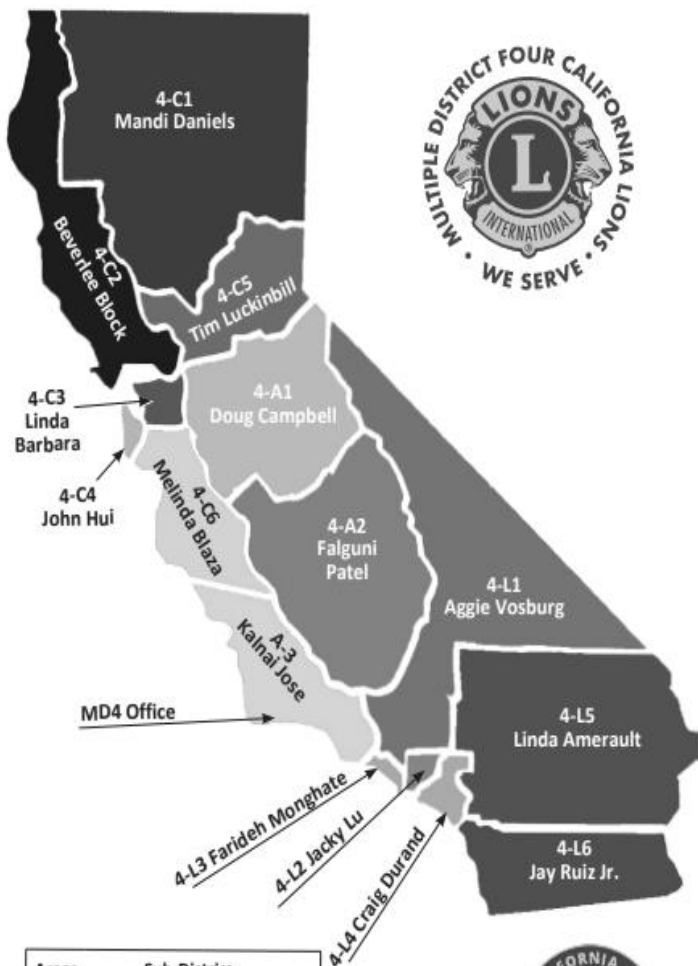 MULTIPLE DISTRICT FOUR CALIFORNIA LIONS
LIONS
L
INTERNATIONAL
®
• WE SERVE •
4-C1
Mandi Daniels
4-C2
Beverlee Block
4-C5
Tim Luckinbill
4-C3
Linda
Barbara
4-A1
Doug Campbell
4-C4
John Hui
4-C6
Melinda Blaza
4-A2
Falguni
Patel
4-L1
Aggie Vosburg
A-3
Kalnai Jose
MD4 Office
4-L5
Linda Amerault
4-L3 Farideh Monghate
4-L2 Jacky Lu
4-L4 Craig Durand
4-L6
Jay Ruiz Jr.